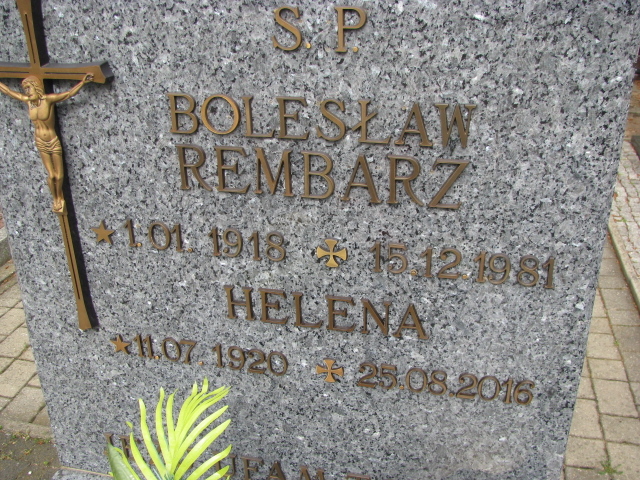 S. P.
BOLESŁAW
REMBARZ
1.01.1918 15.12.1981
HELENA
11.07.1920 25.08.2016